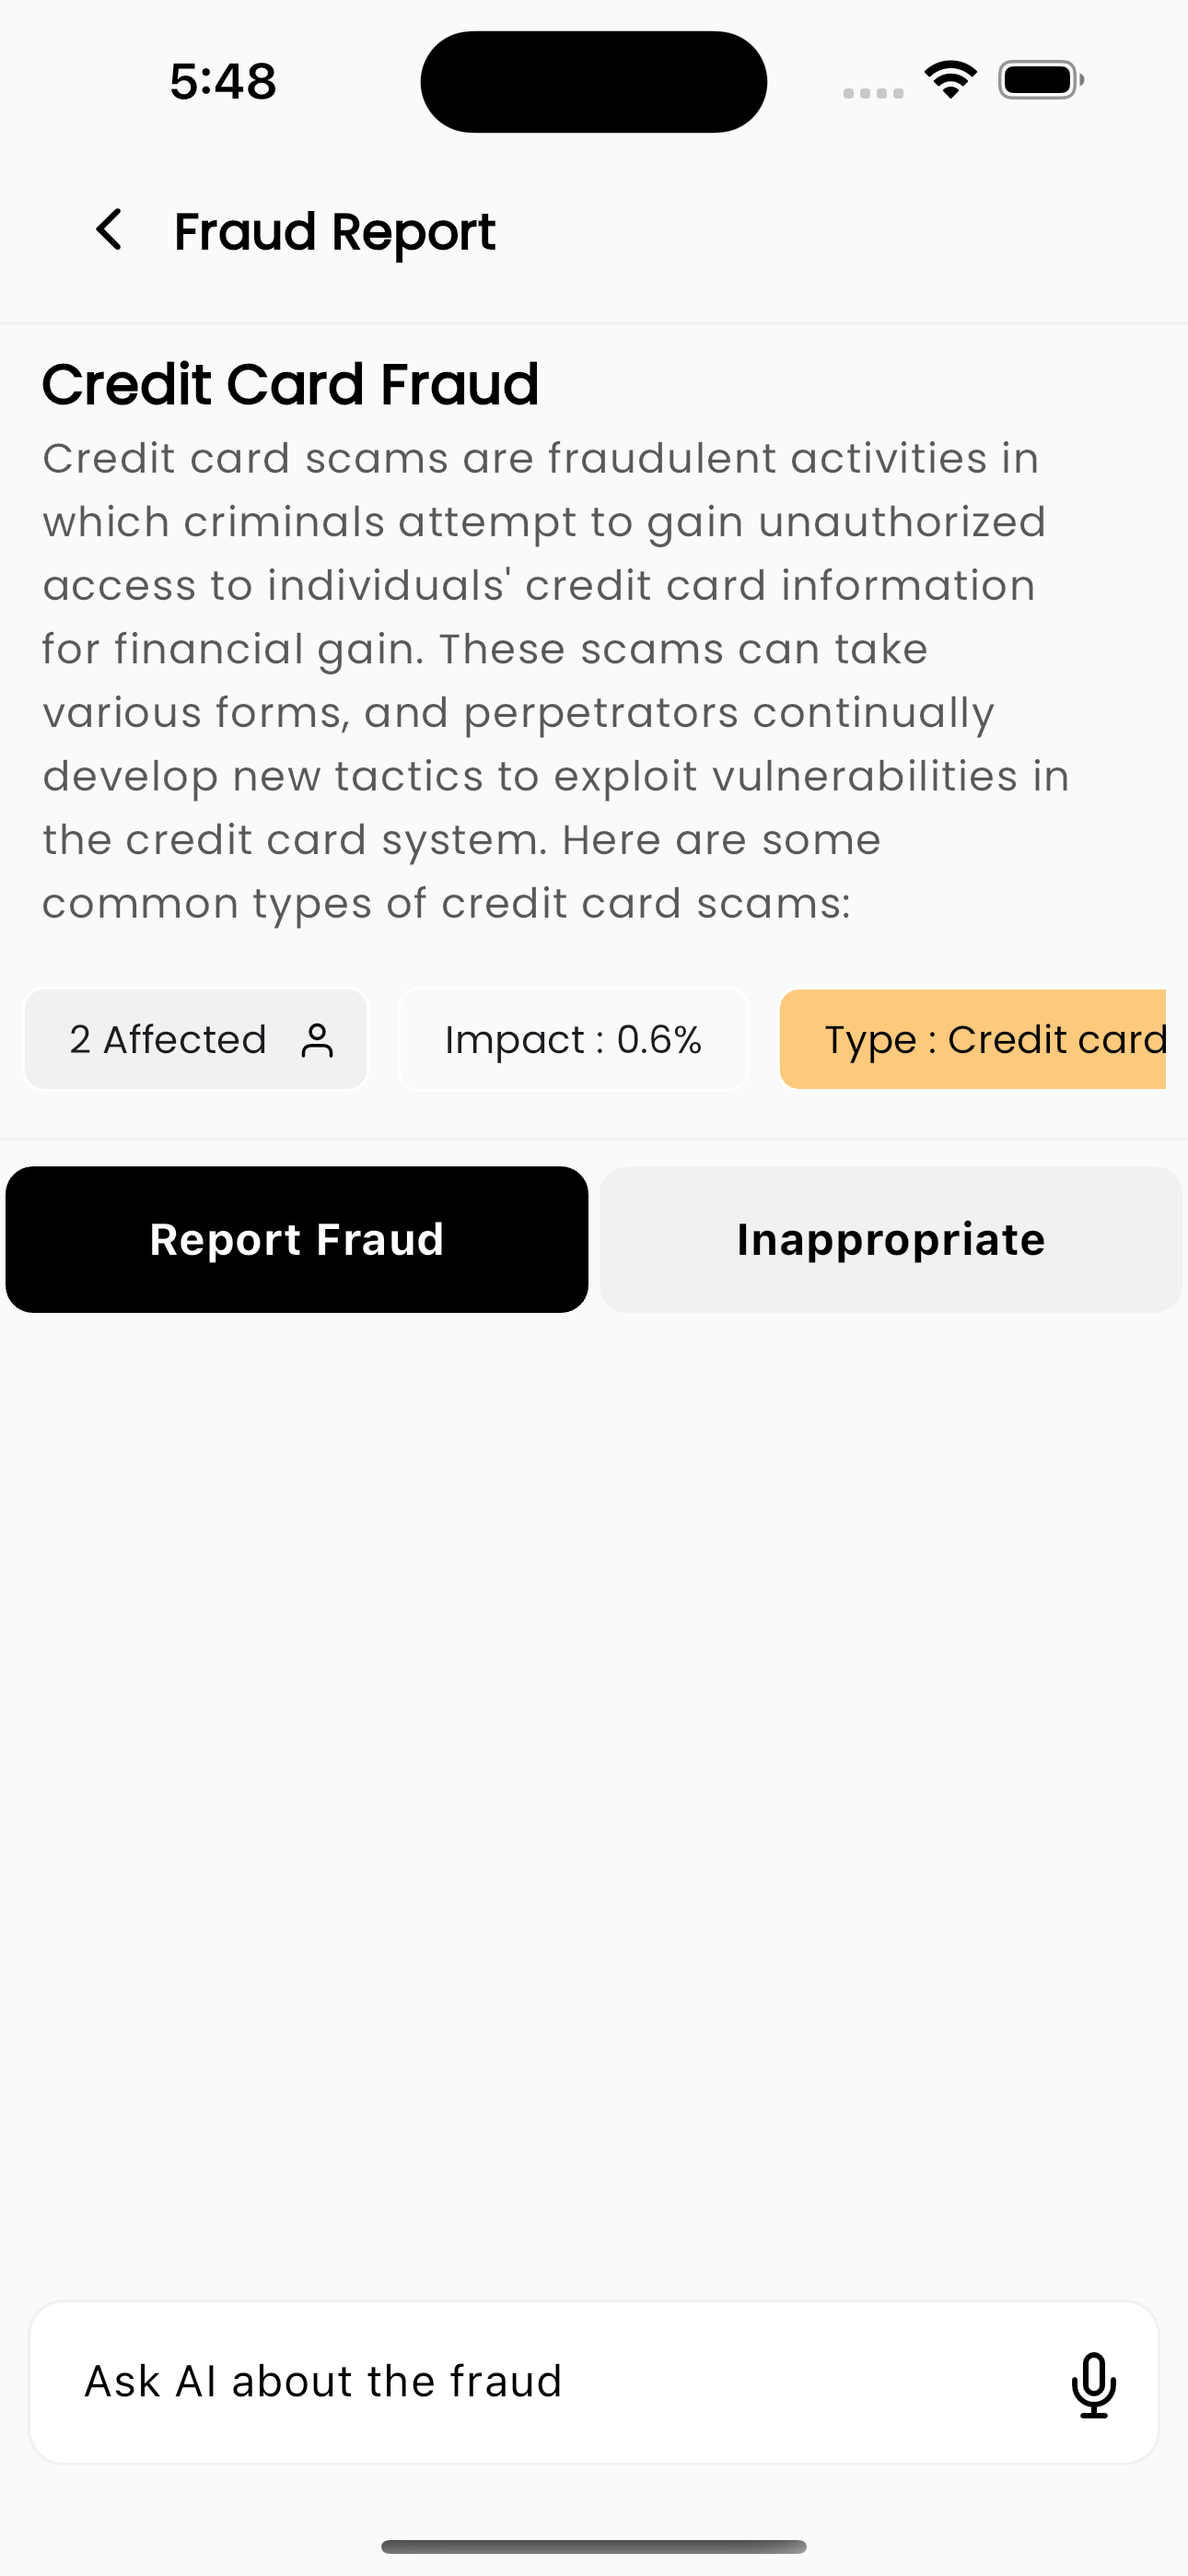 5:48
Fraud Report
Credit Card Fraud
Credit card scams are fraudulent activities in
which criminals attempt to gain unauthorized
access to individuals' credit card information
for financial gain. These scams can take
various forms, and perpetrators continually
develop new tactics to exploit vulnerabilities in
the credit card system. Here are some
common types of credit card scams:
2 Affected
Impact : 0.6%
Type : Credit card
Report Fraud
Inappropriate
Ask AI about the fraud